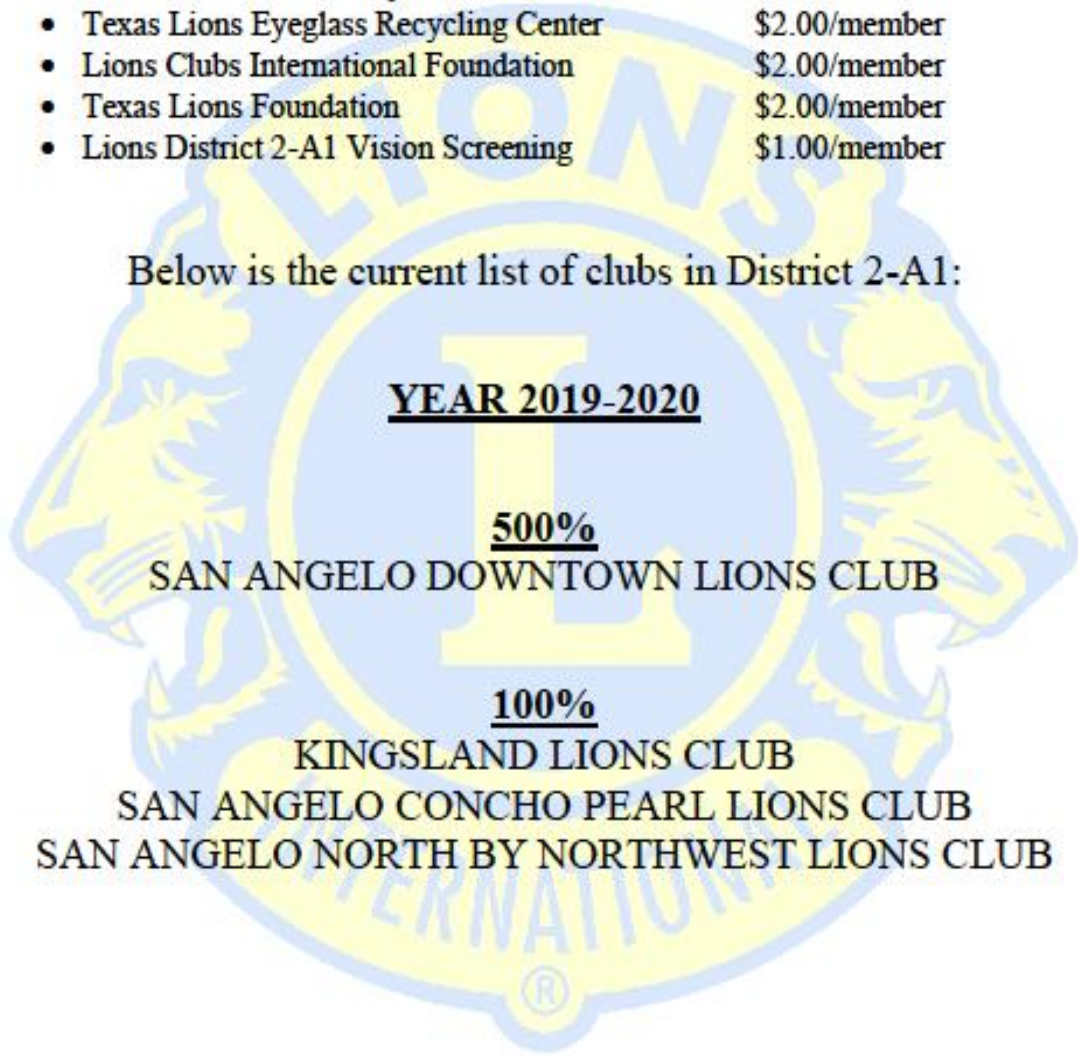 • Texas Lions Eyeglass Recycling Center $2.00/member
• Lions Clubs International Foundation $2.00/member
• Texas Lions Foundation $2.00/member
• Lions District 2-A1 Vision Screening $1.00/member
LIONS
Below is the current list of clubs in District 2-A1:
YEAR 2019-2020
L
500%
SAN ANGELO DOWNTOWN LIONS CLUB
100%
KINGSLAND LIONS CLUB
SAN ANGELO CONCHO PEARL LIONS CLUB
SAN ANGELO NORTH BY NORTHWEST LIONS CLUB
INTERNATIONAL
®